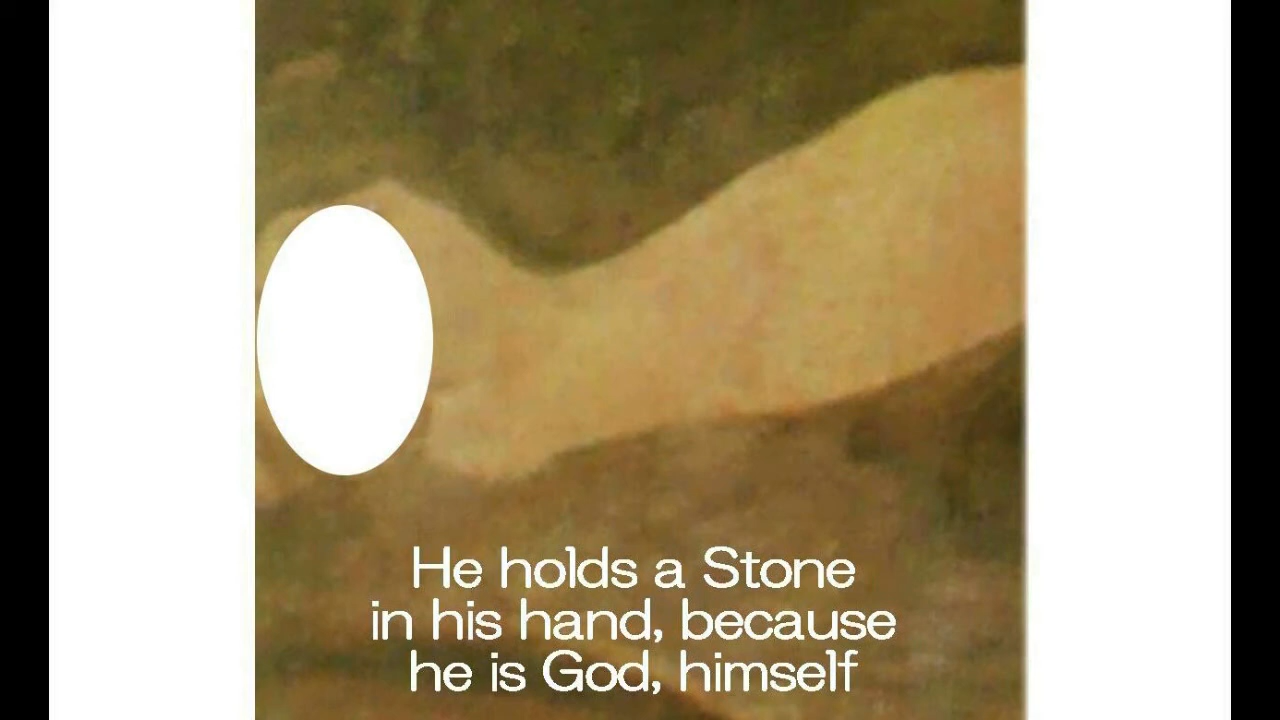 He holds a Stone
in his hand, because
he is God, himself